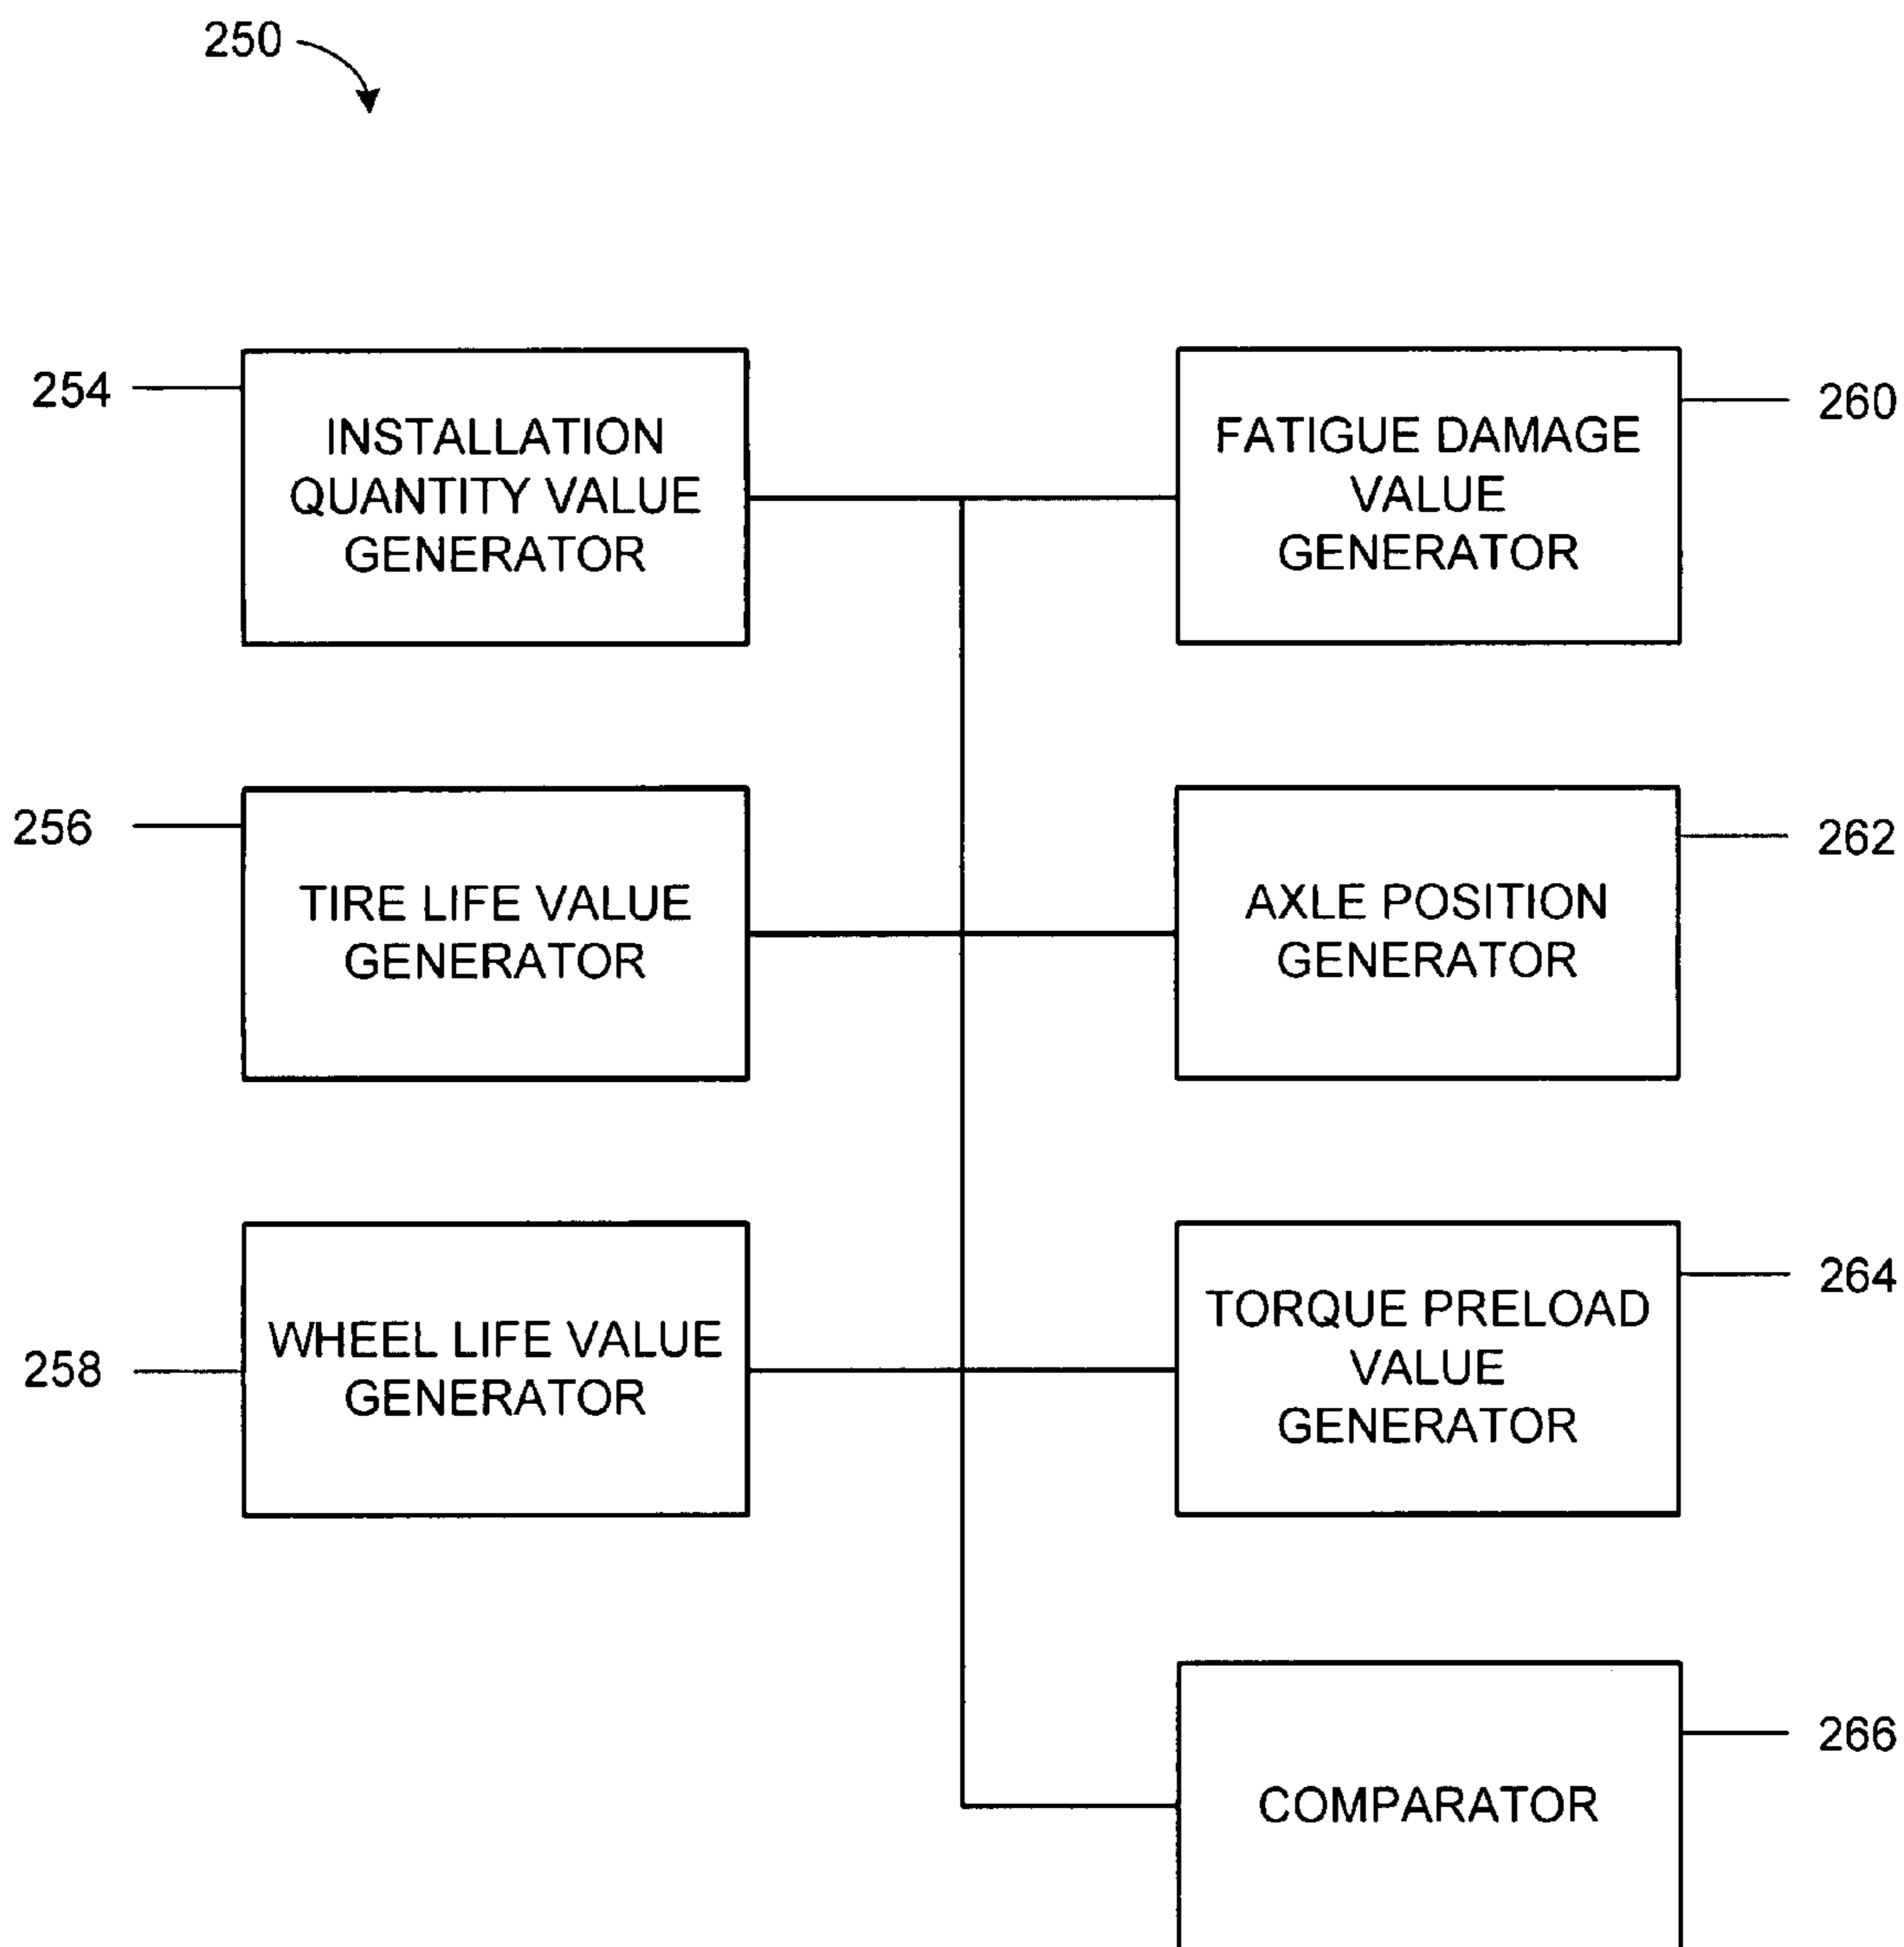 250
254
INSTALLATION
QUANTITY VALUE
GENERATOR
FATIGUE DAMAGE
VALUE
GENERATOR
260
256
TIRE LIFE VALUE
GENERATOR
AXLE POSITION
GENERATOR
262
258
WHEEL LIFE VALUE
GENERATOR
TORQUE PRELOAD
VALUE
GENERATOR
264
COMPARATOR
266